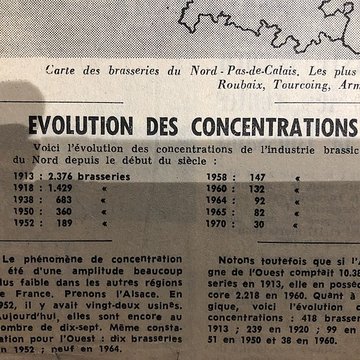 Carte des brasseries du Nord - Pas-de-Calais. Les plus
Roubaix, Tourcoing, Arm
EVOLUTION DES CONCENTRATIONS
Voici l'évolution des concentrations de l'industrie brassic
du Nord depuis le début du siècle :
1913 : 2.376 brasseries
1918 : 1.429 «
1938 : 683 «
1950 : 360 «
1952 : 189 «
1958 : 147 «
1960 : 132 «
1964 : 92 «
1965 : 82 «
1970 : 30 «
Le phénomène de concentration
été d'une amplitude beaucoup
plus faible dans les autres régions
e France. Prenons l'Alsace. En
952, il y avait vingt-deux usines.
ujourd'hui, elles sont encore au
ombre de dix-sept. Même consta-
ation pour l'Ouest : dix brasseries
n 1952 ; neuf en 1964.
Notons toutefois que si l'A
gne de l'Ouest comptait 10.38
series en 1913, elle en posséd
core 2.218 en 1960. Quant à
gique, voici l'évolution d
concentrations : 418 brasser
1913 ; 239 en 1920 ; 99 en
51 en 1950 et 38 en 1960.